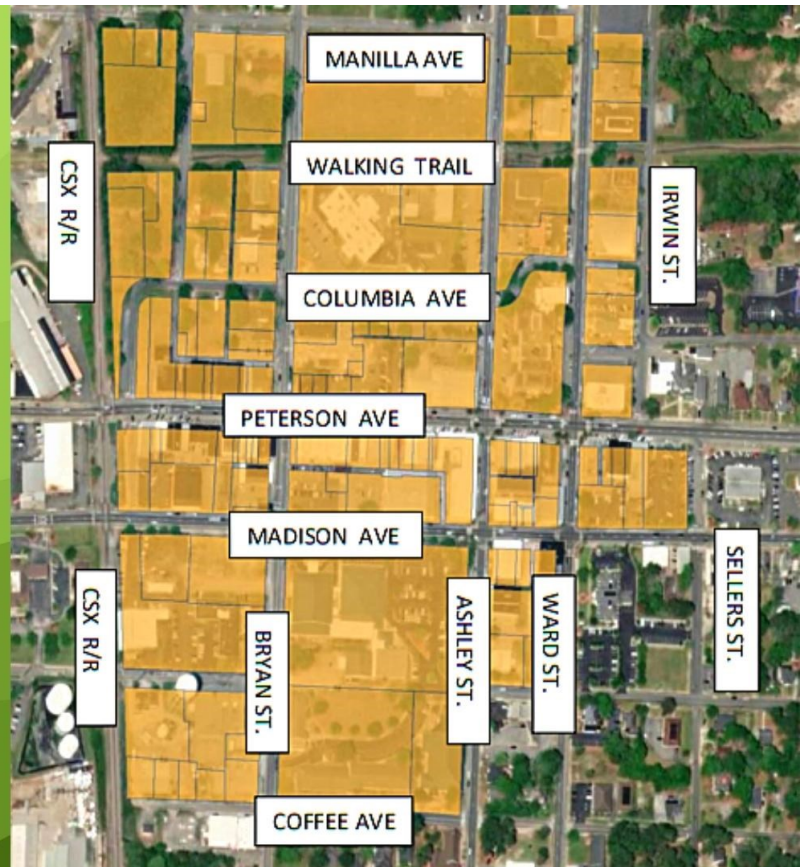 MANILLA AVE
WALKING TRAIL
CSX R/R
IRWIN ST.
COLUMBIA AVE
PETERSON AVE
MADISON AVE
CSX R/R
BRYAN ST.
ASHLEY ST.
WARD ST.
SELLERS ST.
COFFEE AVE